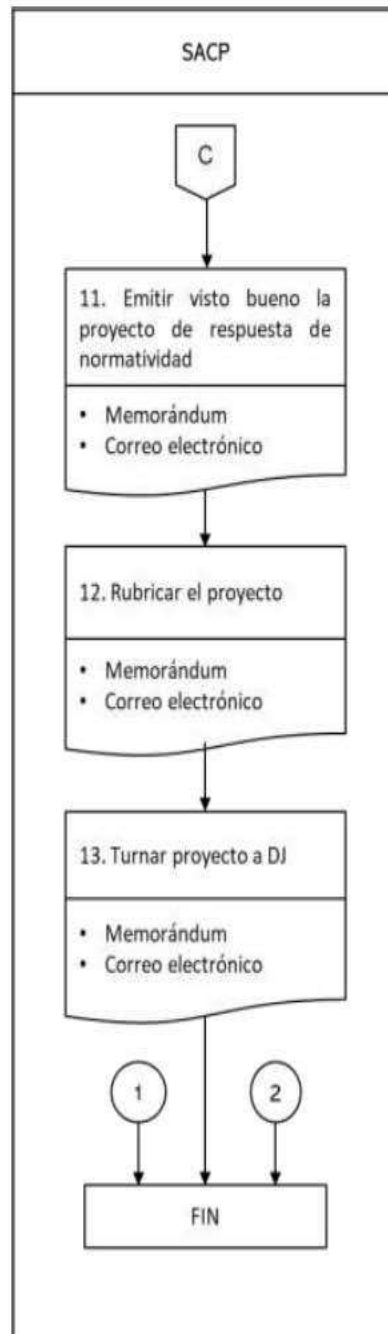 SACP
C
11. Emitir visto bueno la
proyecto de respuesta de
normatividad
• Memorándum
• Correo electrónico
12. Rubricar el proyecto
• Memorándum
• Correo electrónico
13. Turnar proyecto a DJ
• Memorándum
• Correo electrónico
1
2
FIN